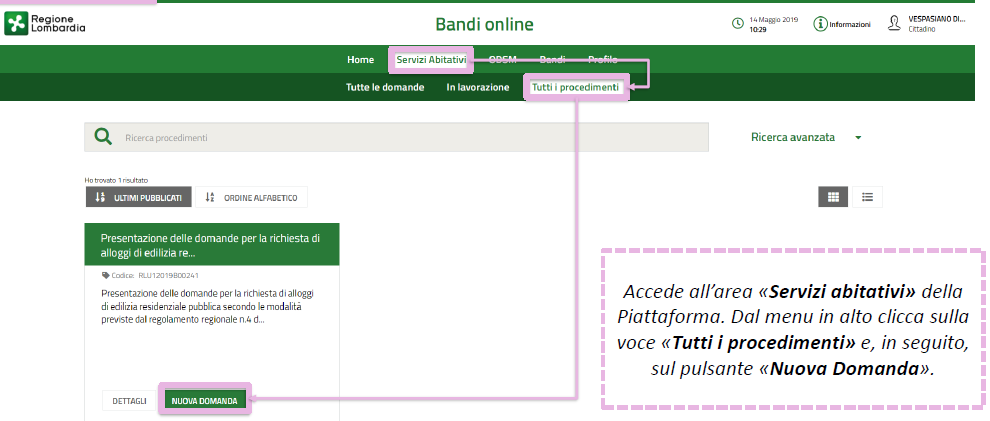 Regione
Lombardia
Bandi online
14 Maggio 2019
10:29
Informazioni
VESPASIANO DI...
Cittadino
Home Servizi Abitativi ODSM Bandi Profilo
Tutte le domande In lavorazione Tutti i procedimenti
Ricerca procedimenti
Ricerca avanzata
Ho trovato 1 risultato
ULTIMI PUBBLICATI ORDINE ALFABETICO
Presentazione delle domande per la richiesta di
alloggi di edilizia re...
Codice: RLU12019800241
Presentazione delle domande per la richiesta di alloggi
di edilizia residenziale pubblica secondo le modalità
previste dal regolamento regionale n.4 d...
DETTAGLI NUOVA DOMANDA
Accede all’area «Servizi abitativi» della
Piattaforma. Dal menu in alto clicca sulla
voce «Tutti i procedimenti» e, in seguito,
sul pulsante «Nuova Domanda».